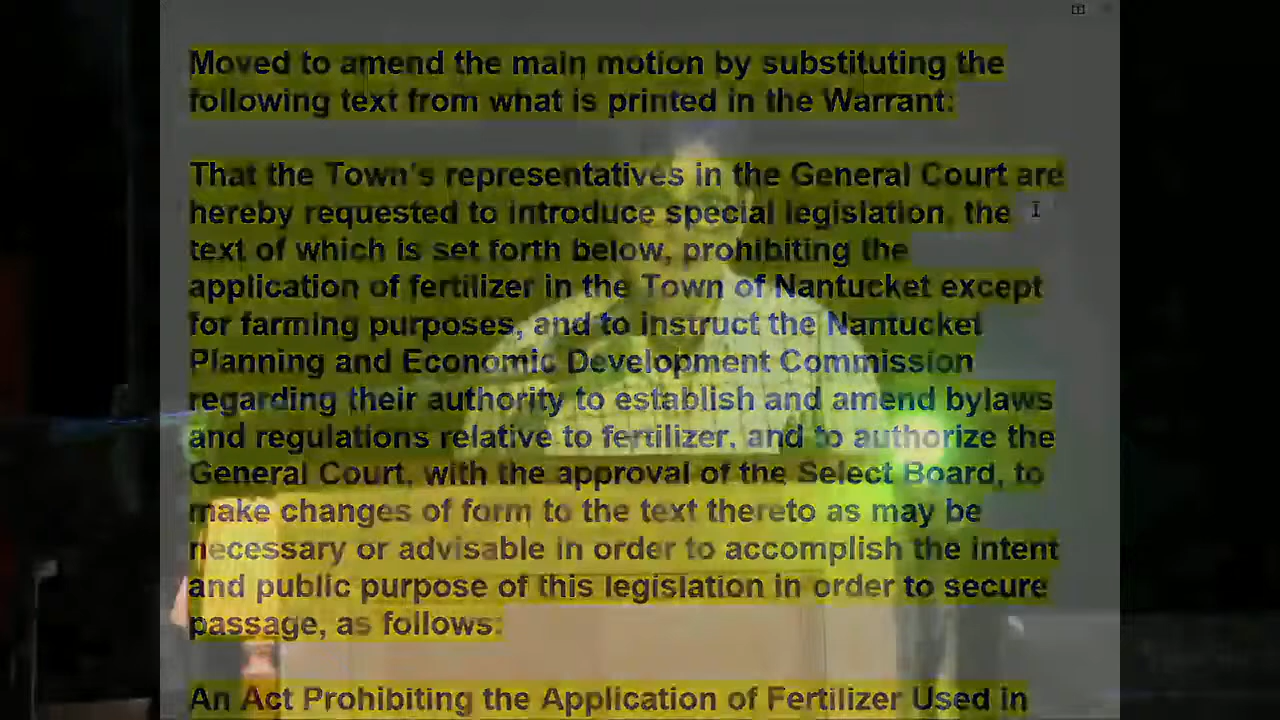 Moved to amend the main motion by substituting the
following text from what is printed in the Warrant:
That the Town's representatives in the General Court are
hereby requested to introduce special legislation, the
text of which is set forth below, prohibiting the
application of fertilizer in the Town of Nantucket except
for farming purposes, and to instruct the Nantucket
Planning and Economic Development Commission
regarding their authority to establish and amend bylaws
and regulations relative to fertilizer, and to authorize the
General Court, with the approval of the Select Board, to
make changes of form to the text thereto as may be
necessary or advisable in order to accomplish the intent
and public purpose of this legislation in order to secure
passage, as follows:
An Act Prohibiting the Application of Fertilizer Used in